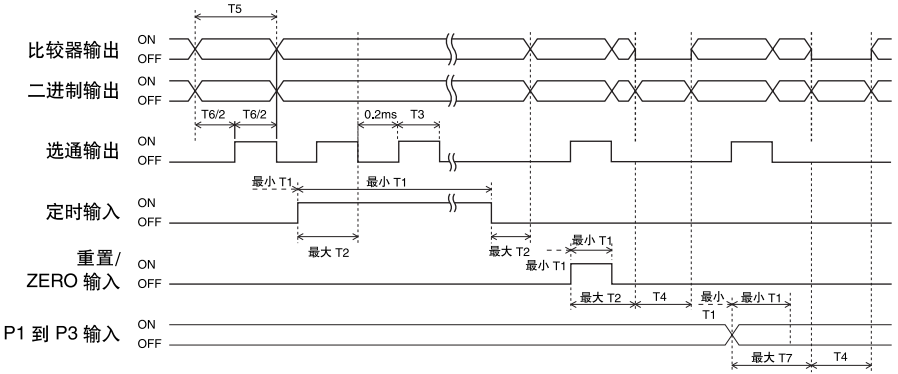 T5
比较器输出
ON
OFF
二进制输出
ON
OFF
T6/2 T6/2 0.2ms T3
选通输出
ON
OFF
最小 T1 最小 T1
定时输入
ON
OFF
最大 T2 最大 T2 最小 T1
重置/
ZERO 输入
ON
OFF
最小 T1
最大 T2 T4 最小 最小 T1
T1
P1 到 P3 输入
ON
OFF
最大 T7 T4